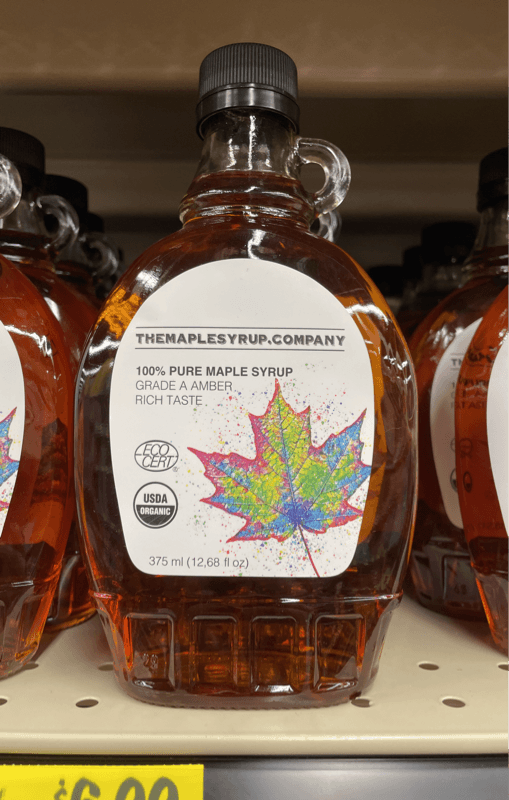 THEMAPLESYRUP.COMPANY
100% PURE MAPLE SYRUP
GRADE A AMBER
RICH TASTE
ECO
CERT®
USDA
ORGANIC
375 ml (12,68 fl oz)